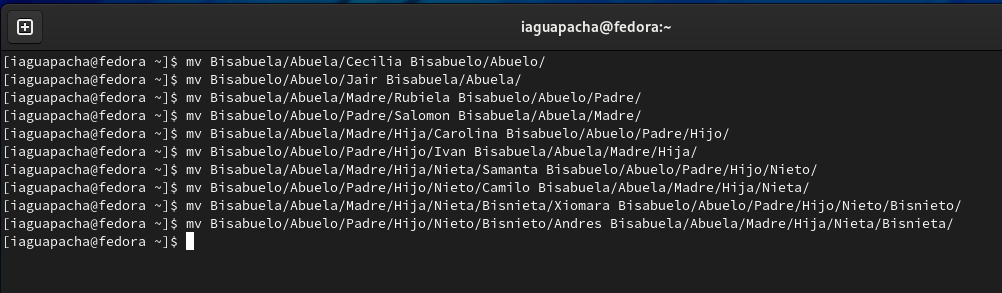 iaguapacha@fedora:~
[iaguapacha@fedora ~]$ mv Bisabuela/Abuela/Cecilia Bisabuelo/Abuelo/
[iaguapacha@fedora ~]$ mv Bisabuelo/Abuelo/Jair Bisabuela/Abuela/
[iaguapacha@fedora ~]$ mv Bisabuela/Abuela/Madre/Rubiela Bisabuelo/Abuelo/Padre/
[iaguapacha@fedora ~]$ mv Bisabuelo/Abuelo/Padre/Salomon Bisabuela/Abuela/Madre/
[iaguapacha@fedora ~]$ mv Bisabuela/Abuela/Madre/Hija/Carolina Bisabuelo/Abuelo/Padre/Hijo/
[iaguapacha@fedora ~]$ mv Bisabuelo/Abuelo/Padre/Hijo/Ivan Bisabuela/Abuela/Madre/Hija/
[iaguapacha@fedora ~]$ mv Bisabuela/Abuela/Madre/Hija/Nieta/Samanta Bisabuelo/Abuelo/Padre/Hijo/Nieto/
[iaguapacha@fedora ~]$ mv Bisabuelo/Abuelo/Padre/Hijo/Nieto/Camilo Bisabuela/Abuela/Madre/Hija/Nieta/
[iaguapacha@fedora ~]$ mv Bisabuela/Abuela/Madre/Hija/Nieta/Bisnieta/Xiomara Bisabuelo/Abuelo/Padre/Hijo/Nieto/Bisnieto/
[iaguapacha@fedora ~]$ mv Bisabuelo/Abuelo/Padre/Hijo/Nieto/Bisnieto/Andres Bisabuela/Abuela/Madre/Hija/Nieta/Bisnieta/
[iaguapacha@fedora ~]$